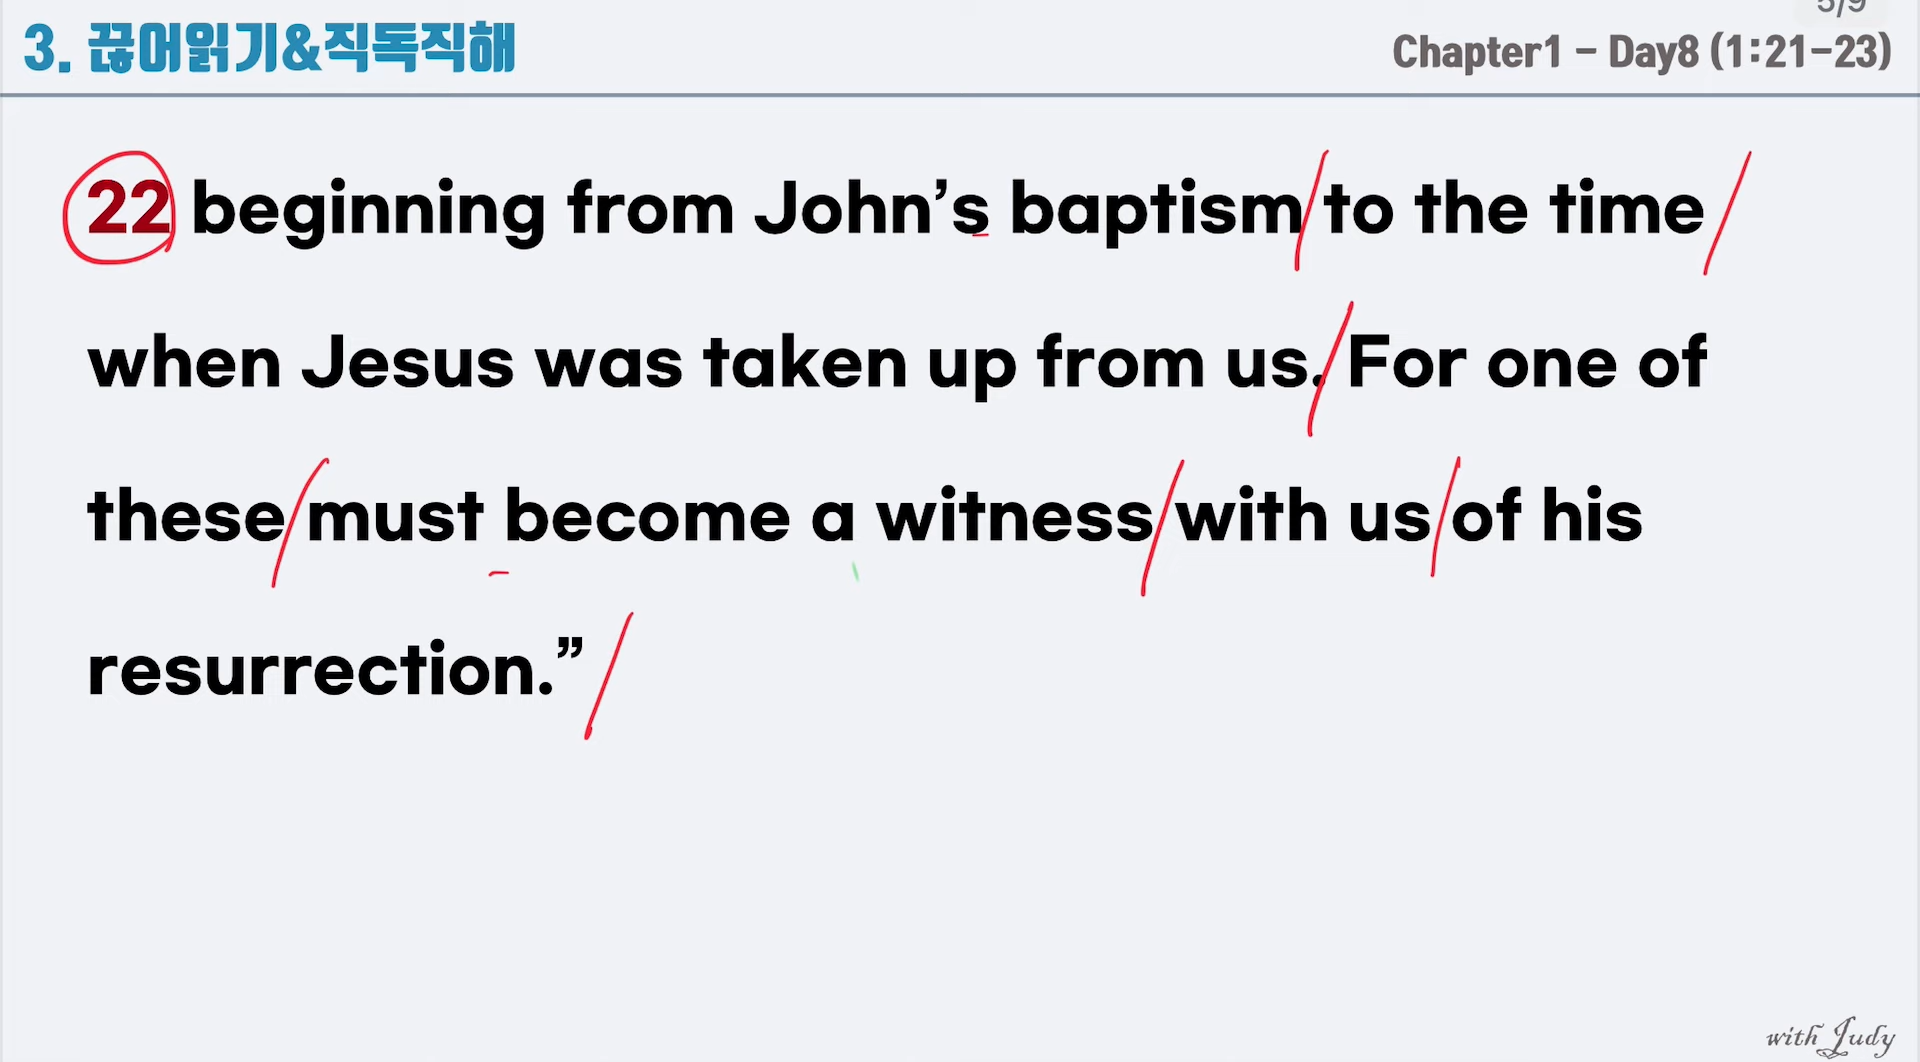 5/9
3. 끊어읽기&직독직해
Chapter1 - Day8 (1:21-23)
22 beginning from John’s baptism/to the time/
when Jesus was taken up from us./For one of
these/must become a witness/with us/of his
resurrection.”/
with Judy